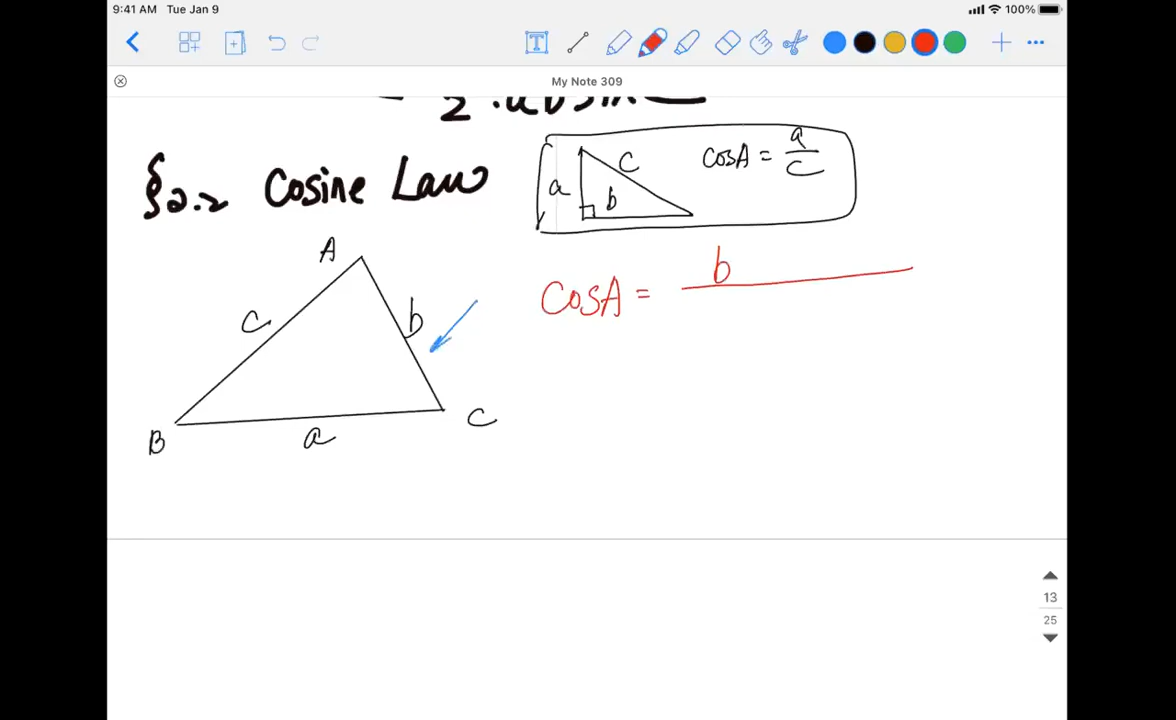 9:41 AM Tue Jan 9
100%
My Note 309
§2.2 Cosine Law
a
b
c
cosA = a/c
A
c
b
B
a
C
cosA = b
13
25